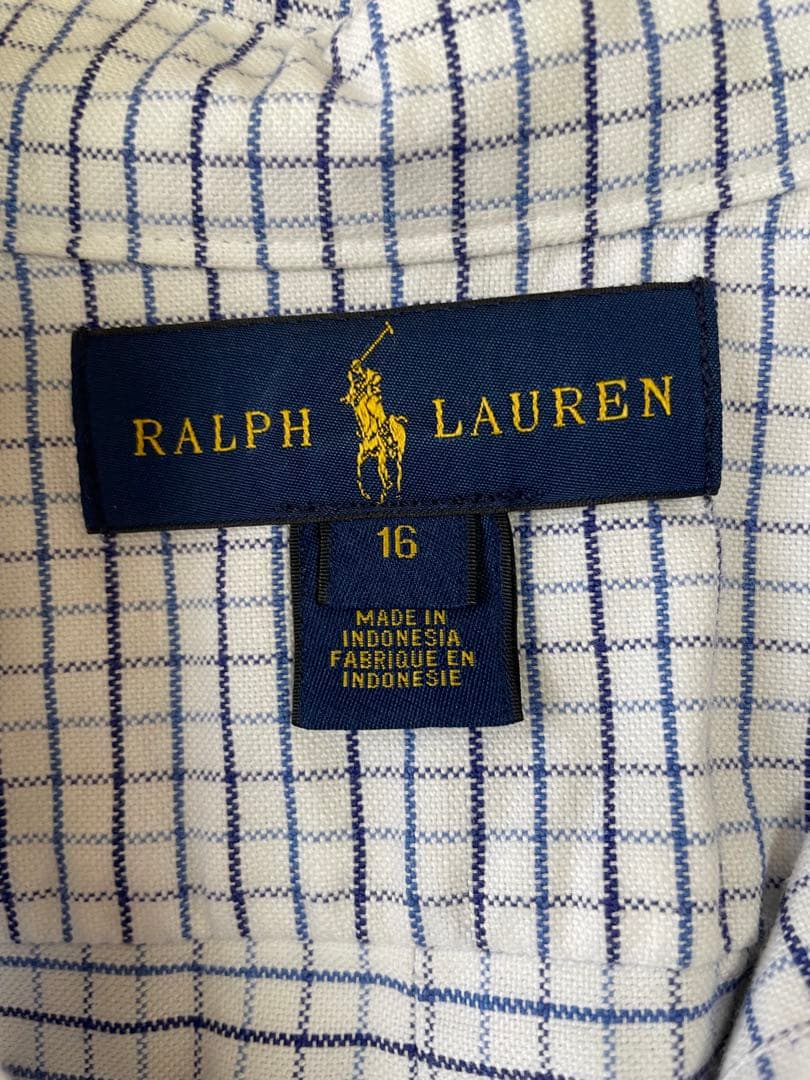 RALPH LAUREN
16
MADE IN
INDONESIA
FABRIQUE EN
INDONESIE